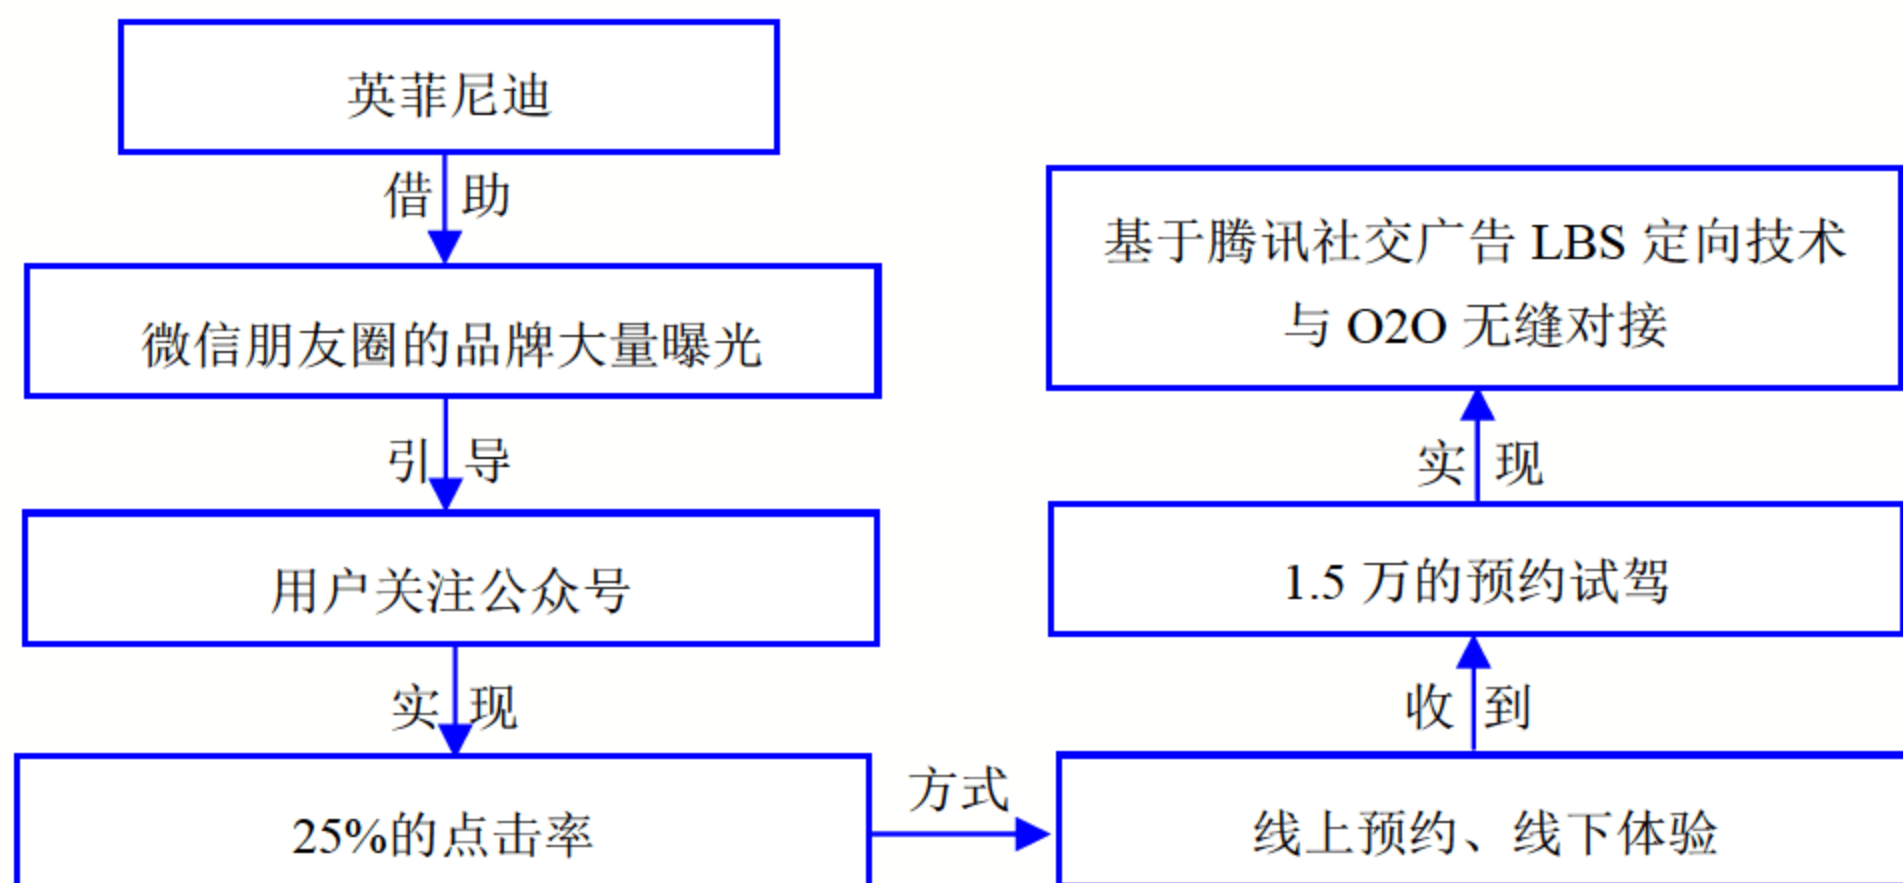 英菲尼迪
借 助
微信朋友圈的品牌大量曝光
引 导
用户关注公众号
实 现
25%的点击率
方式
线上预约、线下体验
收 到
1.5 万的预约试驾
实 现
基于腾讯社交广告 LBS 定向技术
与 O2O 无缝对接